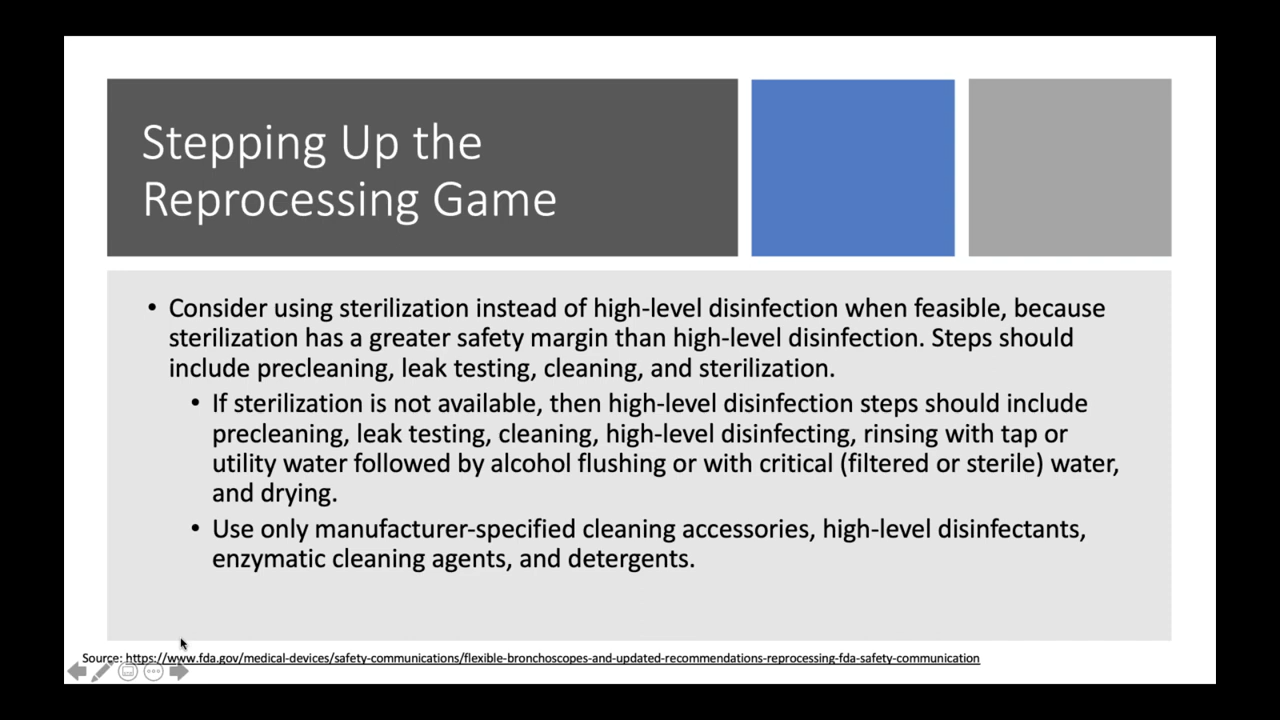 Stepping Up the
Reprocessing Game
• Consider using sterilization instead of high-level disinfection when feasible, because
sterilization has a greater safety margin than high-level disinfection. Steps should
include precleaning, leak testing, cleaning, and sterilization.
• If sterilization is not available, then high-level disinfection steps should include
precleaning, leak testing, cleaning, high-level disinfecting, rinsing with tap or
utility water followed by alcohol flushing or with critical (filtered or sterile) water,
and drying.
• Use only manufacturer-specified cleaning accessories, high-level disinfectants,
enzymatic cleaning agents, and detergents.
Source: https://www.fda.gov/medical-devices/safety-communications/flexible-bronchoscopes-and-updated-recommendations-reprocessing-fda-safety-communication